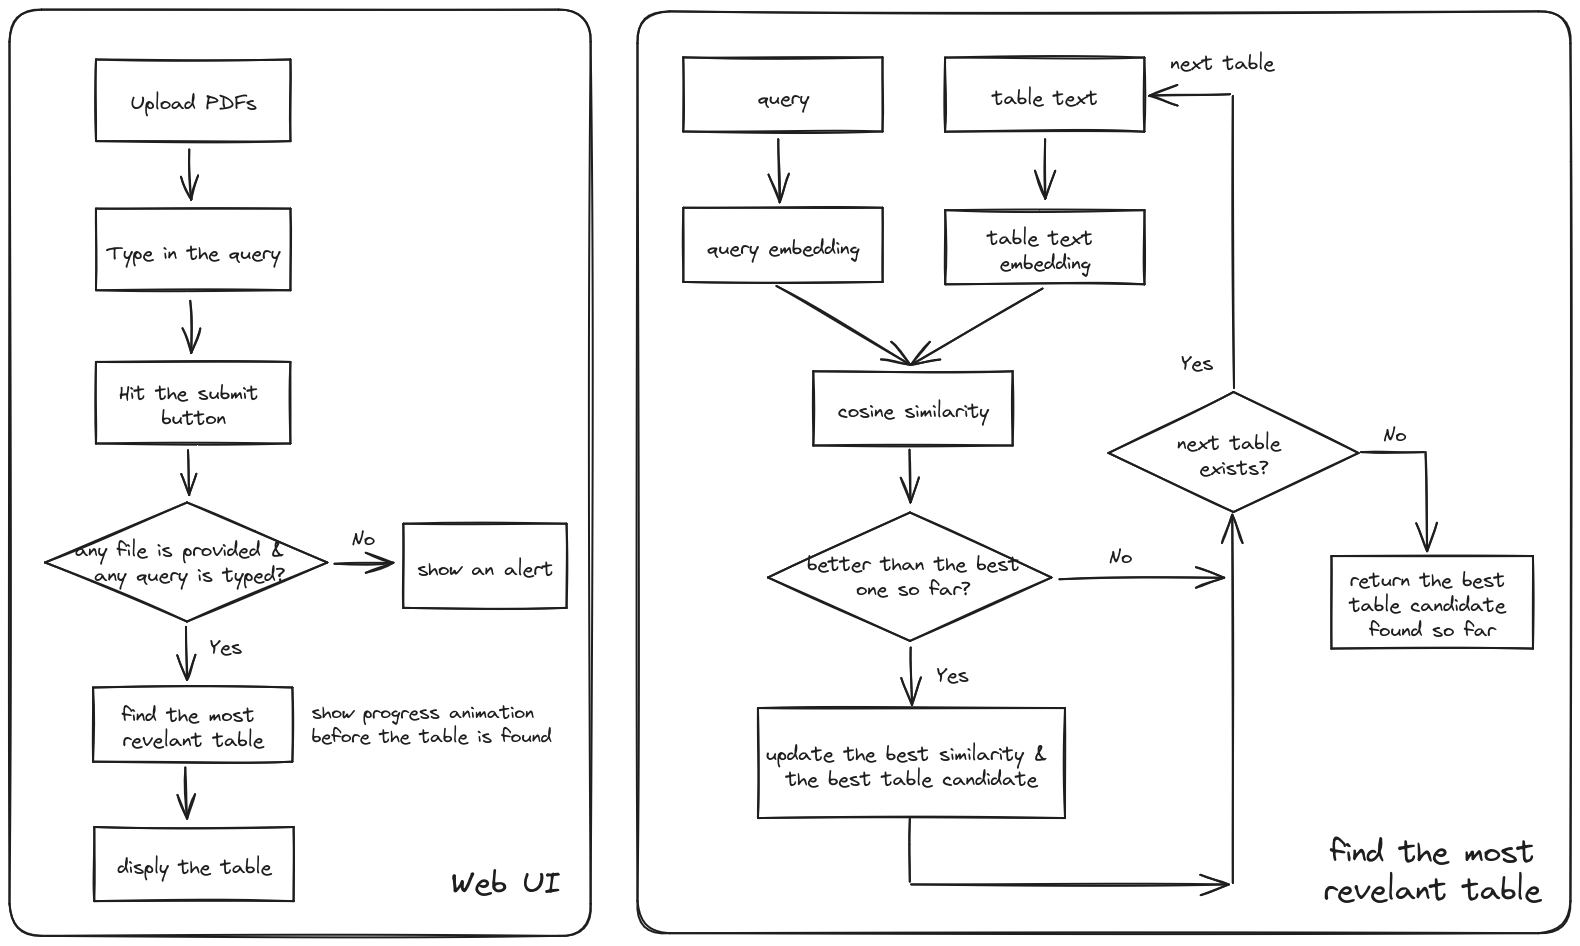 Upload PDFs
Type in the query
Hit the submit
button
any file is provided &
any query is typed?
No
show an alert
Yes
find the most
revelant table
show progress animation
before the table is found
disply the table
Web UI
query
table text
next table
query embedding
table text
embedding
cosine similarity
better than the best
one so far?
No
Yes
update the best similarity &
the best table candidate
next table
exists?
Yes
No
return the best
table candidate
found so far
find the most
revelant table